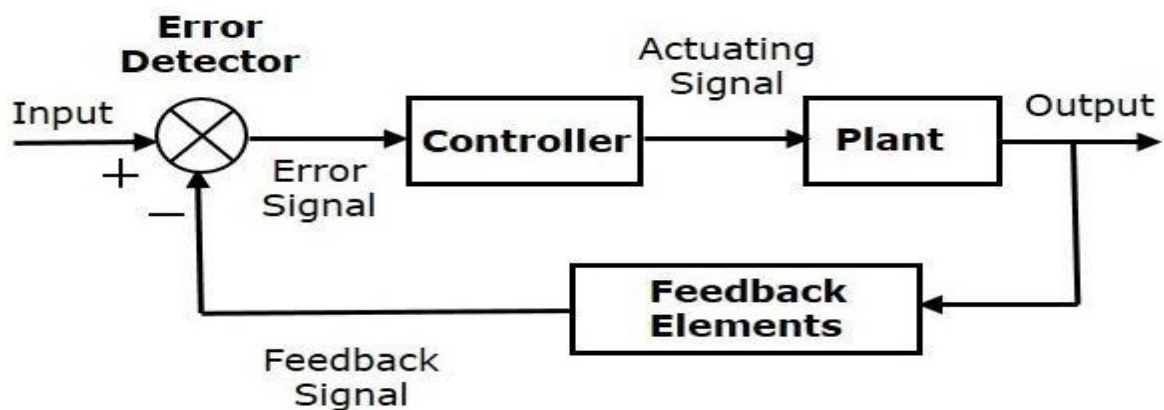 Error
Detector
Actuating
Signal
Input
Output
Controller
Plant
+
Error
Signal
−
Feedback
Elements
Feedback
Signal